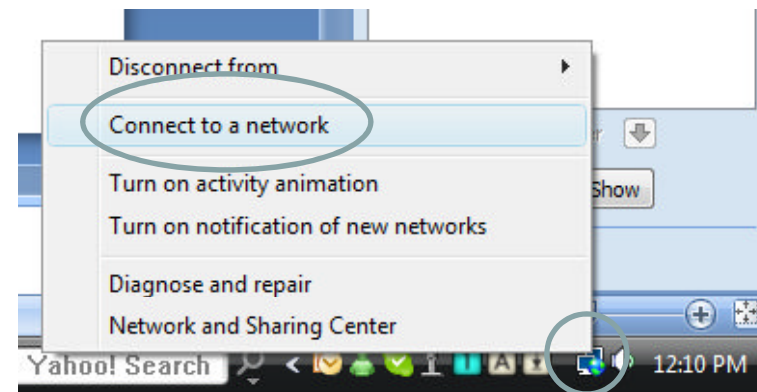 Disconnect from
Connect to a network
Turn on activity animation
Show
Turn on notification of new networks
Diagnose and repair
Network and Sharing Center
Yahoo! Search
12:10 PM